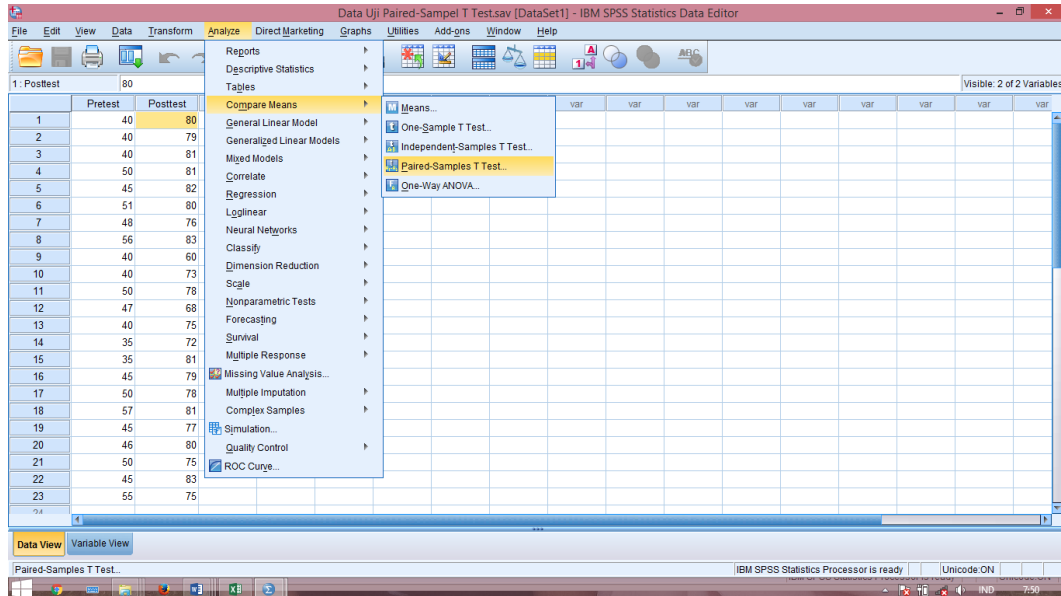 Data Uji Paired-Sampel T Test.sav [DataSet1] - IBM SPSS Statistics Data Editor
File Edit View Data Transform Analyze Direct Marketing Graphs Utilities Add-ons Window Help
1 : Posttest 80 Visible: 2 of 2 Variables
Pretest Posttest var var var var var var var var var
1 40 80
2 40 79
3 40 81
4 50 81
5 45 82
6 51 80
7 48 76
8 56 83
9 40 60
10 40 73
11 50 78
12 47 68
13 40 75
14 35 72
15 35 81
16 45 79
17 50 78
18 57 81
19 45 77
20 46 80
21 50 75
22 45 83
23 55 75
24
Reports
Descriptive Statistics
Tables
Compare Means
General Linear Model
Generalized Linear Models
Mixed Models
Correlate
Regression
Loglinear
Neural Networks
Classify
Dimension Reduction
Scale
Nonparametric Tests
Forecasting
Survival
Multiple Response
Missing Value Analysis...
Multiple Imputation
Complex Samples
Simulation...
Quality Control
ROC Curve...
Means...
One-Sample T Test...
Independent-Samples T Test...
Paired-Samples T Test...
One-Way ANOVA...
Data View Variable View
Paired-Samples T Test... IBM SPSS Statistics Processor is ready Unicode:ON
IND 7:50